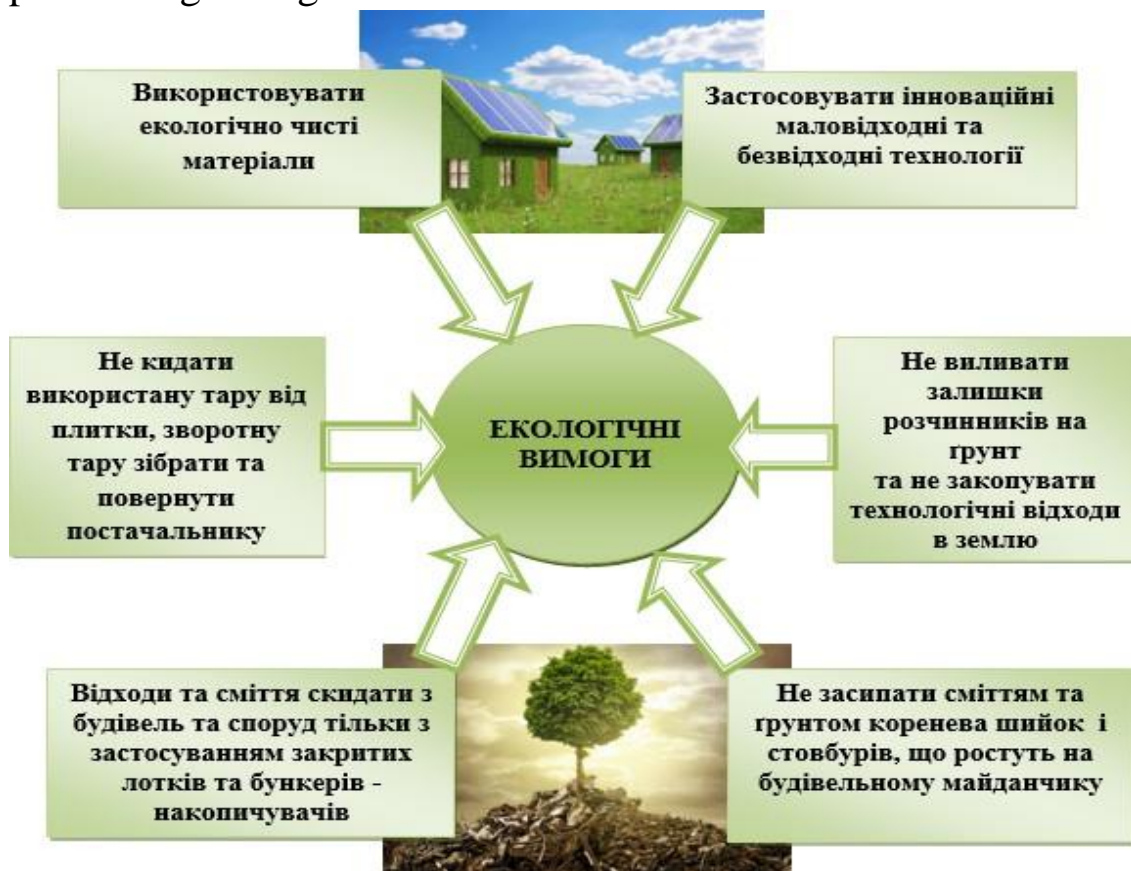 Використовувати
екологічно чисті
матеріали
Застосовувати інноваційні
маловідходні та
безвідходні технології
Не кидати
використану тару від
плитки, зворотну
тару зібрати та
повернути
постачальнику
ЕКОЛОГІЧНІ
ВИМОГИ
Не виливати
залишки
розчинників на
ґрунт
та не закопувати
технологічні відходи
в землю
Відходи та сміття скидати з
будівель та споруд тільки з
застосуванням закритих
лотків та бункерів -
накопичувачів
Не засипати сміттям та
ґрунтом коренева шийок і
стовбурів, що ростуть на
будівельному майданчику